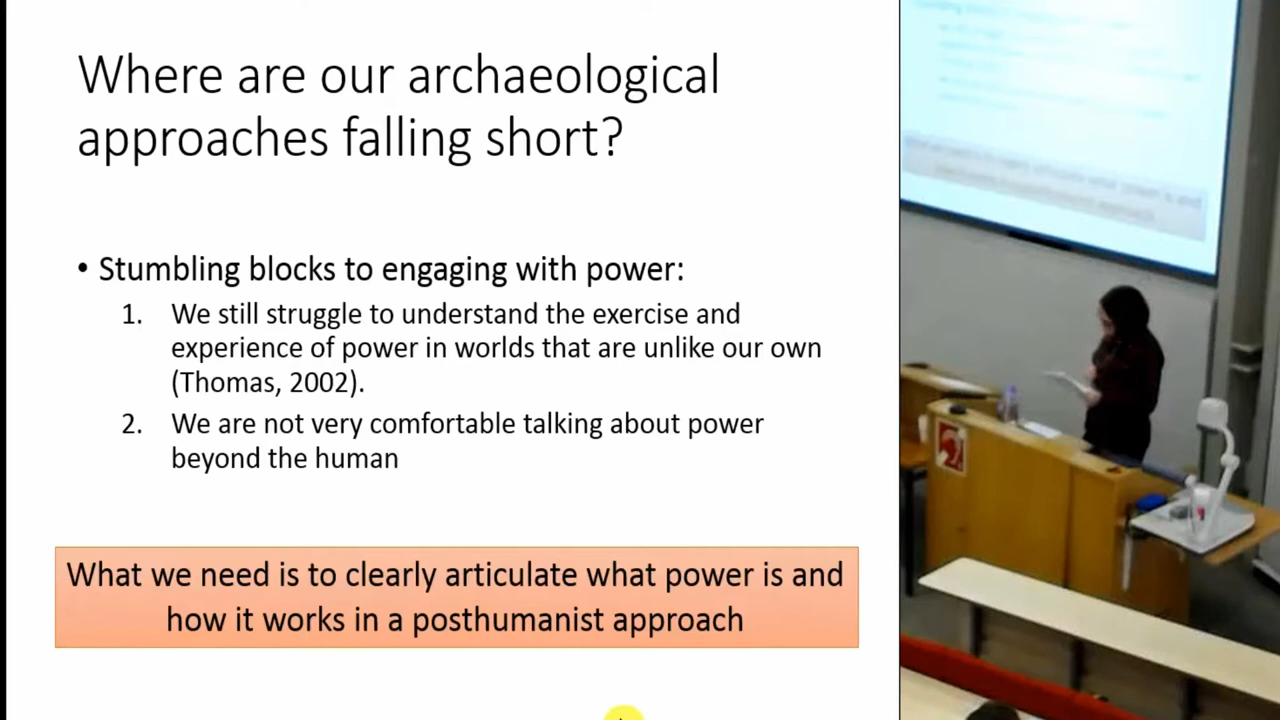 Where are our archaeological
approaches falling short?
• Stumbling blocks to engaging with power:
1. We still struggle to understand the exercise and
experience of power in worlds that are unlike our own
(Thomas, 2002).
2. We are not very comfortable talking about power
beyond the human
What we need is to clearly articulate what power is and
how it works in a posthumanist approach